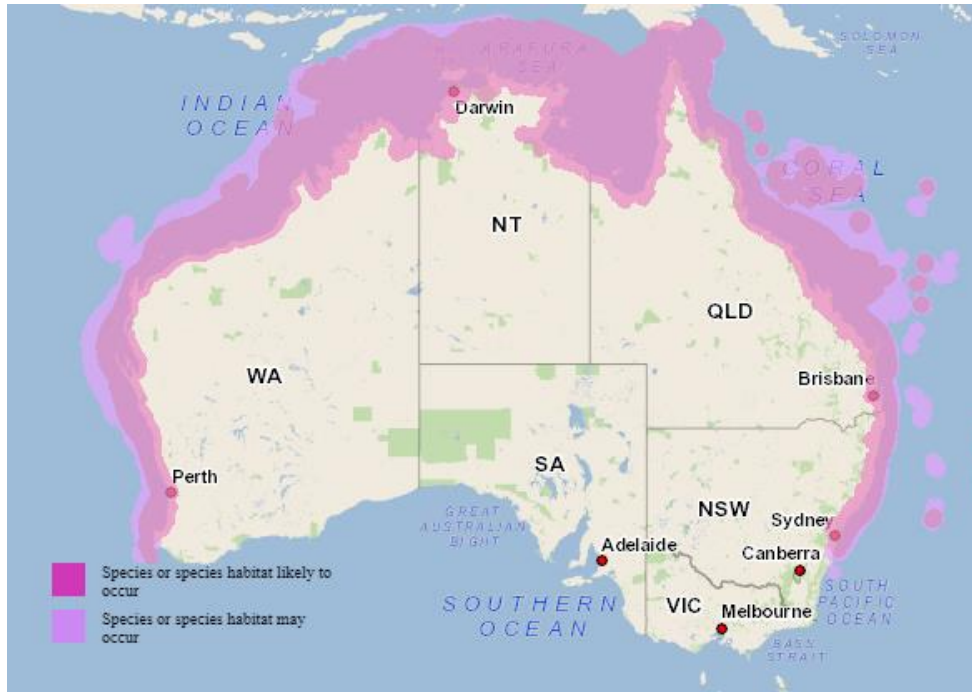 SOLOMON
SEA
ARAFURA
SEA
INDIAN
OCEAN
Darwin
CORAL
SEA
NT
QLD
WA
Brisbane
SA
NSW
Perth
GREAT
AUSTRALIAN
BIGHT
Sydney
Adelaide
Canberra
Species or species habitat likely to
occur
SOUTHERN
OCEAN
VIC
Melbourne
SOUTH
PACIFIC
OCEAN
Species or species habitat may
occur
BASS
STRAIT